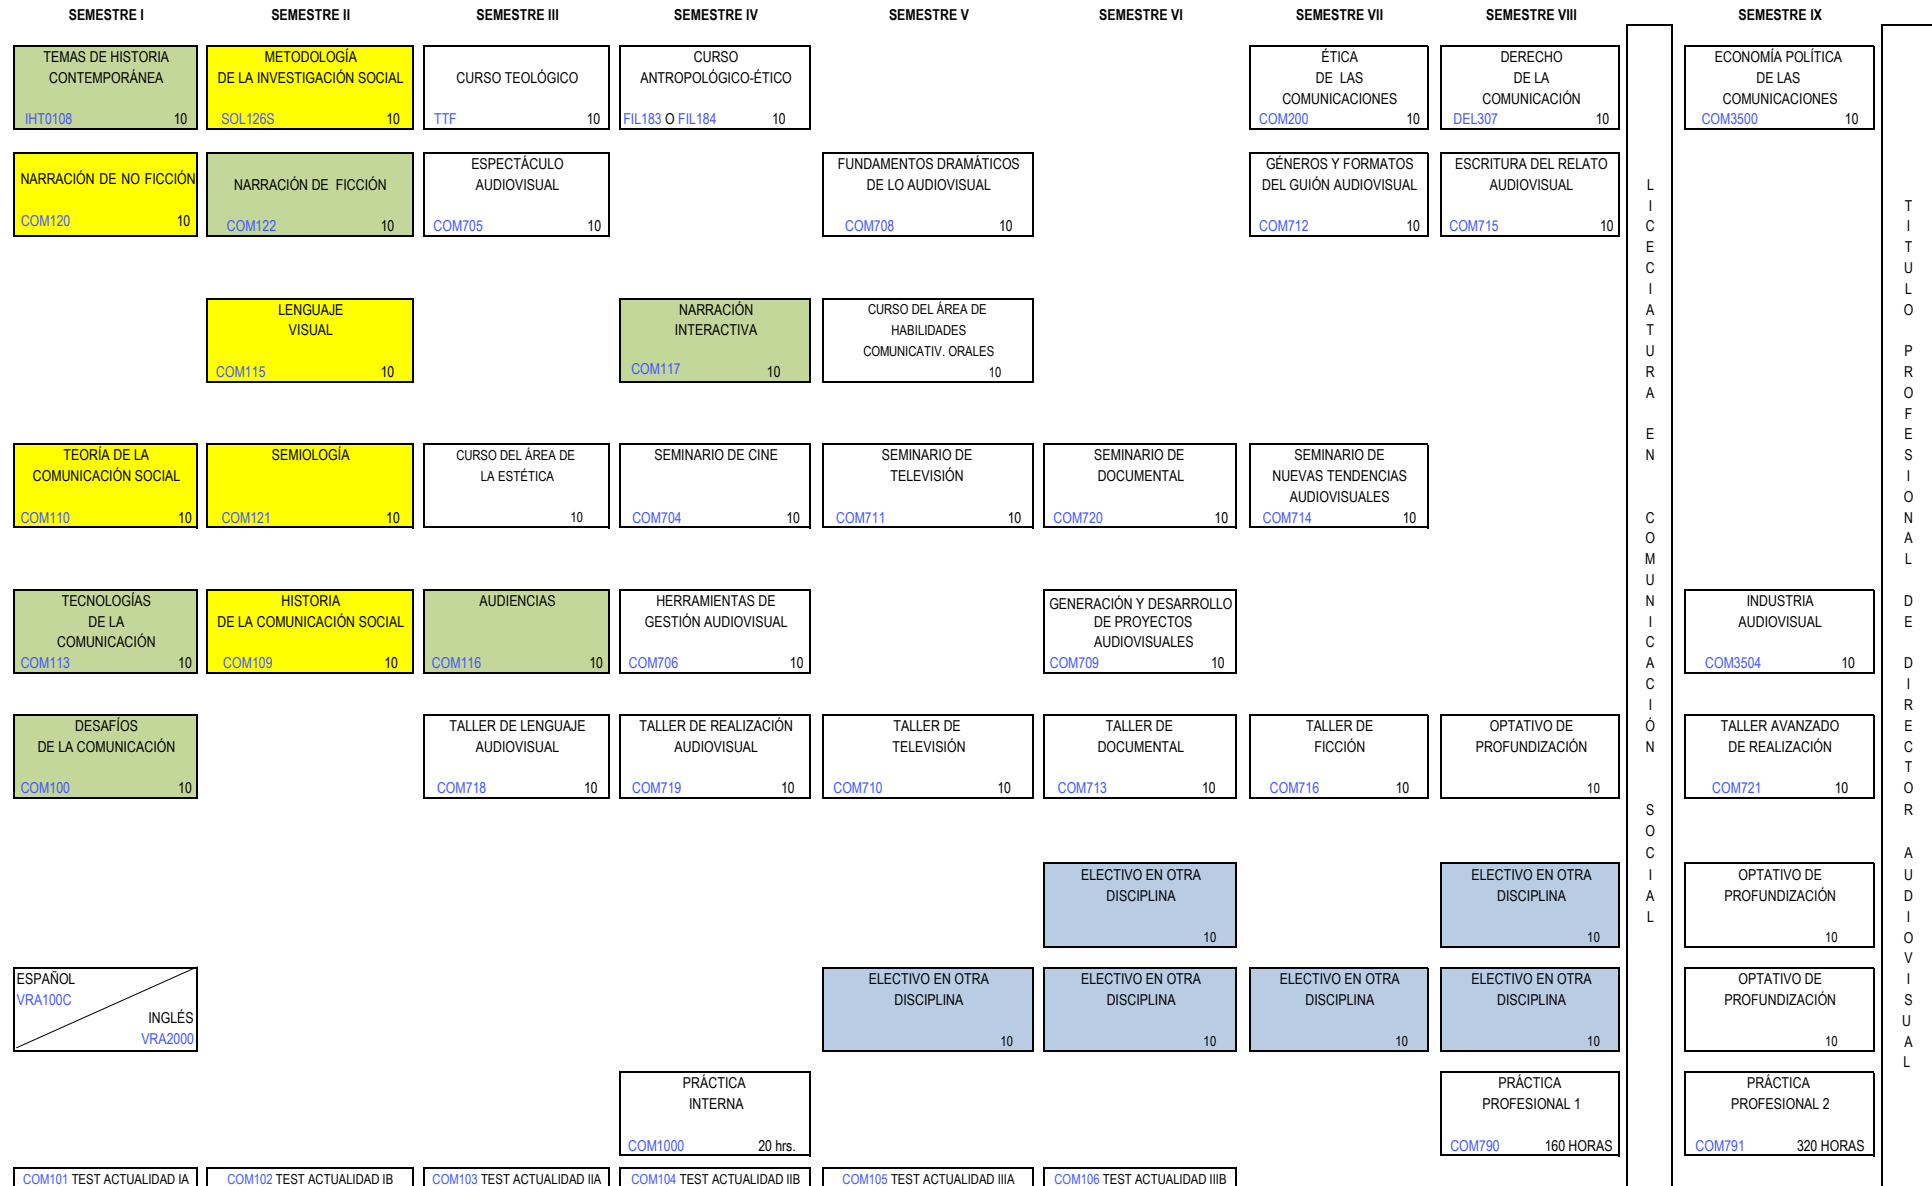 SEMESTRE I SEMESTRE II SEMESTRE III SEMESTRE IV SEMESTRE V SEMESTRE VI SEMESTRE VII SEMESTRE VIII SEMESTRE IX
TEMAS DE HISTORIA
CONTEMPORÁNEA
IHT0108 10
METODOLOGÍA
DE LA INVESTIGACIÓN SOCIAL
SOL126S 10
CURSO TEOLÓGICO
TTF 10
CURSO
ANTROPOLÓGICO-ÉTICO
FIL183 O FIL184 10
ÉTICA
DE LAS
COMUNICACIONES
COM200 10
DERECHO
DE LA
COMUNICACIÓN
DEL307 10
ECONOMÍA POLÍTICA
DE LAS
COMUNICACIONES
COM3500 10
NARRACIÓN DE NO FICCIÓN
COM120 10
NARRACIÓN DE FICCIÓN
COM122 10
ESPECTÁCULO
AUDIOVISUAL
COM705 10
FUNDAMENTOS DRAMÁTICOS
DE LO AUDIOVISUAL
COM708 10
GÉNEROS Y FORMATOS
DEL GUIÓN AUDIOVISUAL
COM712 10
ESCRITURA DEL RELATO
AUDIOVISUAL
COM715 10
LENGUAJE
VISUAL
COM115 10
NARRACIÓN
INTERACTIVA
COM117 10
CURSO DEL ÁREA DE
HABILIDADES
COMUNICATIV. ORALES
10
TEORÍA DE LA
COMUNICACIÓN SOCIAL
COM110 10
SEMIOLOGÍA
COM121 10
CURSO DEL ÁREA DE
LA ESTÉTICA
10
SEMINARIO DE CINE
COM704 10
SEMINARIO DE
TELEVISIÓN
COM711 10
SEMINARIO DE
DOCUMENTAL
COM720 10
SEMINARIO DE
NUEVAS TENDENCIAS
AUDIOVISUALES
COM714 10
TECNOLOGÍAS
DE LA
COMUNICACIÓN
COM113 10
HISTORIA
DE LA COMUNICACIÓN SOCIAL
COM109 10
AUDIENCIAS
COM116 10
HERRAMIENTAS DE
GESTIÓN AUDIOVISUAL
COM706 10
GENERACIÓN Y DESARROLLO
DE PROYECTOS
AUDIOVISUALES
COM709 10
INDUSTRIA
AUDIOVISUAL
COM3504 10
DESAFÍOS
DE LA COMUNICACIÓN
COM100 10
TALLER DE LENGUAJE
AUDIOVISUAL
COM718 10
TALLER DE REALIZACIÓN
AUDIOVISUAL
COM719 10
TALLER DE
TELEVISIÓN
COM710 10
TALLER DE
DOCUMENTAL
COM713 10
TALLER DE
FICCIÓN
COM716 10
OPTATIVO DE
PROFUNDIZACIÓN
10
TALLER AVANZADO
DE REALIZACIÓN
COM721 10
ELECTIVO EN OTRA
DISCIPLINA
10
ELECTIVO EN OTRA
DISCIPLINA
10
OPTATIVO DE
PROFUNDIZACIÓN
10
ESPAÑOL
VRA100C
INGLÉS
VRA2000
ELECTIVO EN OTRA
DISCIPLINA
10
ELECTIVO EN OTRA
DISCIPLINA
10
ELECTIVO EN OTRA
DISCIPLINA
10
ELECTIVO EN OTRA
DISCIPLINA
10
OPTATIVO DE
PROFUNDIZACIÓN
10
PRÁCTICA
INTERNA
COM1000 20 hrs.
PRÁCTICA
PROFESIONAL 1
COM790 160 HORAS
PRÁCTICA
PROFESIONAL 2
COM791 320 HORAS
COM101 TEST ACTUALIDAD IA
COM102 TEST ACTUALIDAD IB
COM103 TEST ACTUALIDAD IIA
COM104 TEST ACTUALIDAD IIB
COM105 TEST ACTUALIDAD IIIA
COM106 TEST ACTUALIDAD IIIB
LICECIATURA EN COMUNICACIÓN SOCIAL
TITULO PROFESIONAL DE DIRECTOR AUDIOVISUAL